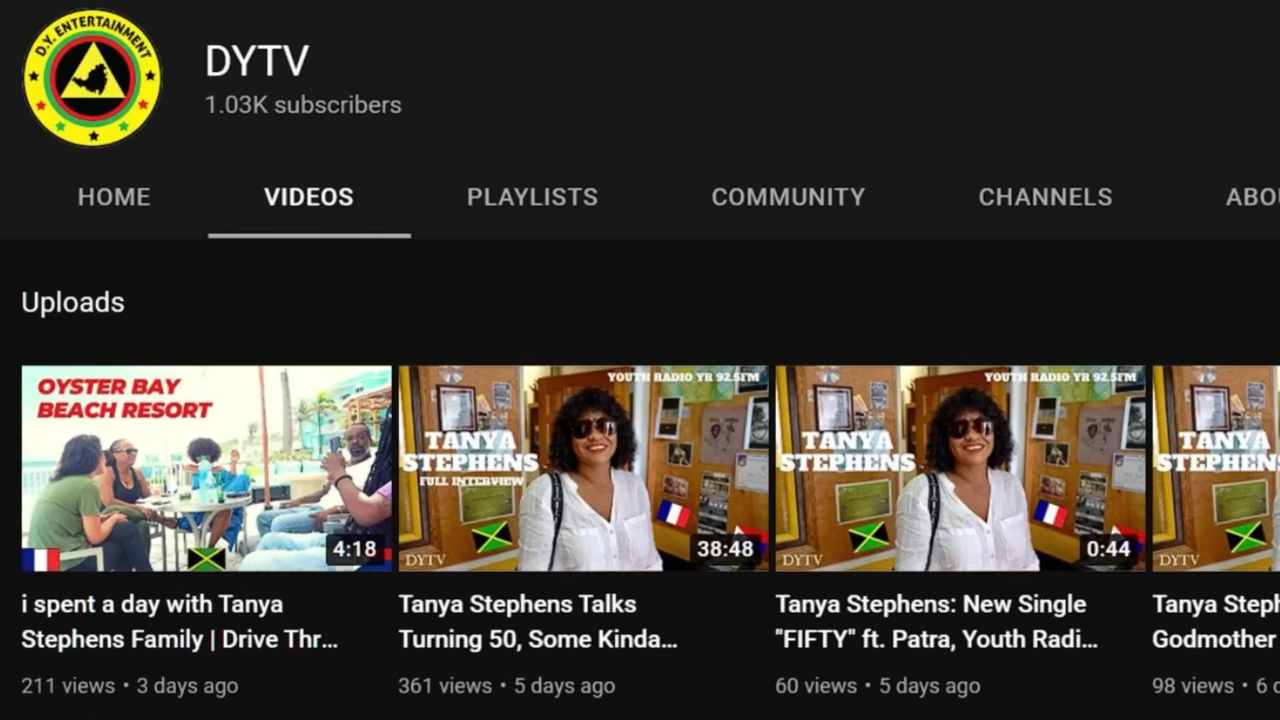 D.Y. ENTERTAINMENT
DYTV
1.03K subscribers
HOME
VIDEOS
PLAYLISTS
COMMUNITY
CHANNELS
ABOU
Uploads
OYSTER BAY
BEACH RESORT
4:18
YOUTH RADIO YR 92.5FM
TANYA
STEPHENS
FULL INTERVIEW
DYTV
38:48
YOUTH RADIO YR 92.5FM
TANYA
STEPHENS
DYTV
0:44
TANYA
STEPHENS
DYTV
i spent a day with Tanya
Stephens Family | Drive Thr...
211 views • 3 days ago
Tanya Stephens Talks
Turning 50, Some Kinda...
361 views • 5 days ago
Tanya Stephens: New Single
"FIFTY" ft. Patra, Youth Radi...
60 views • 5 days ago
Tanya Steph
Godmother
98 views • 6 d